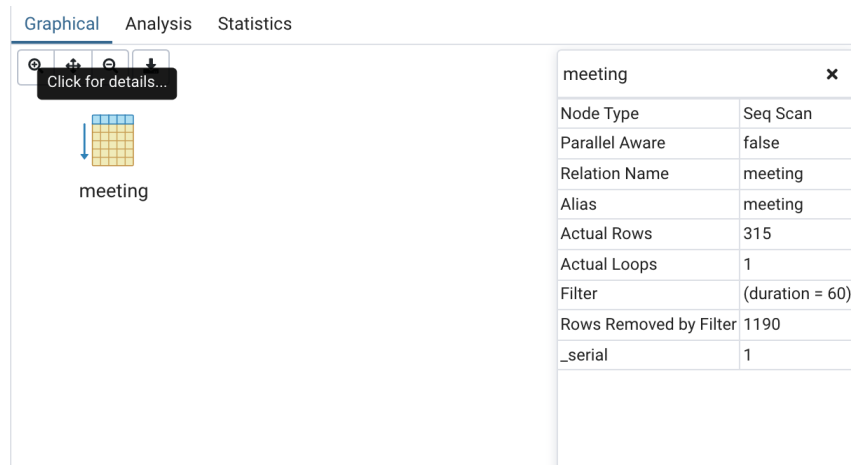 Graphical Analysis Statistics
Click for details...
meeting
meeting
Node Type Seq Scan
Parallel Aware false
Relation Name meeting
Alias meeting
Actual Rows 315
Actual Loops 1
Filter (duration = 60)
Rows Removed by Filter 1190
_serial 1